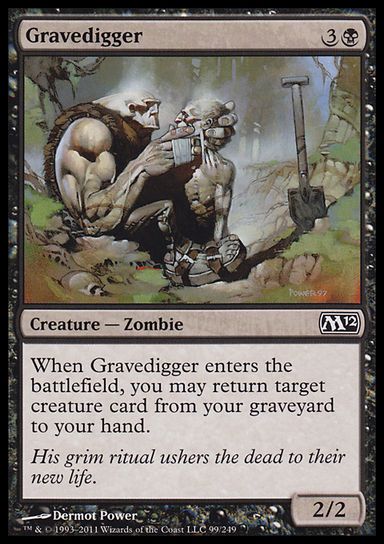 Gravedigger 3
POWER 97
Creature — Zombie M12
When Gravedigger enters the
battlefield, you may return target
creature card from your graveyard
to your hand.
His grim ritual ushers the dead to their
new life.
2/2
Dermot Power
™ & © 1993-2011 Wizards of the Coast LLC 99/249